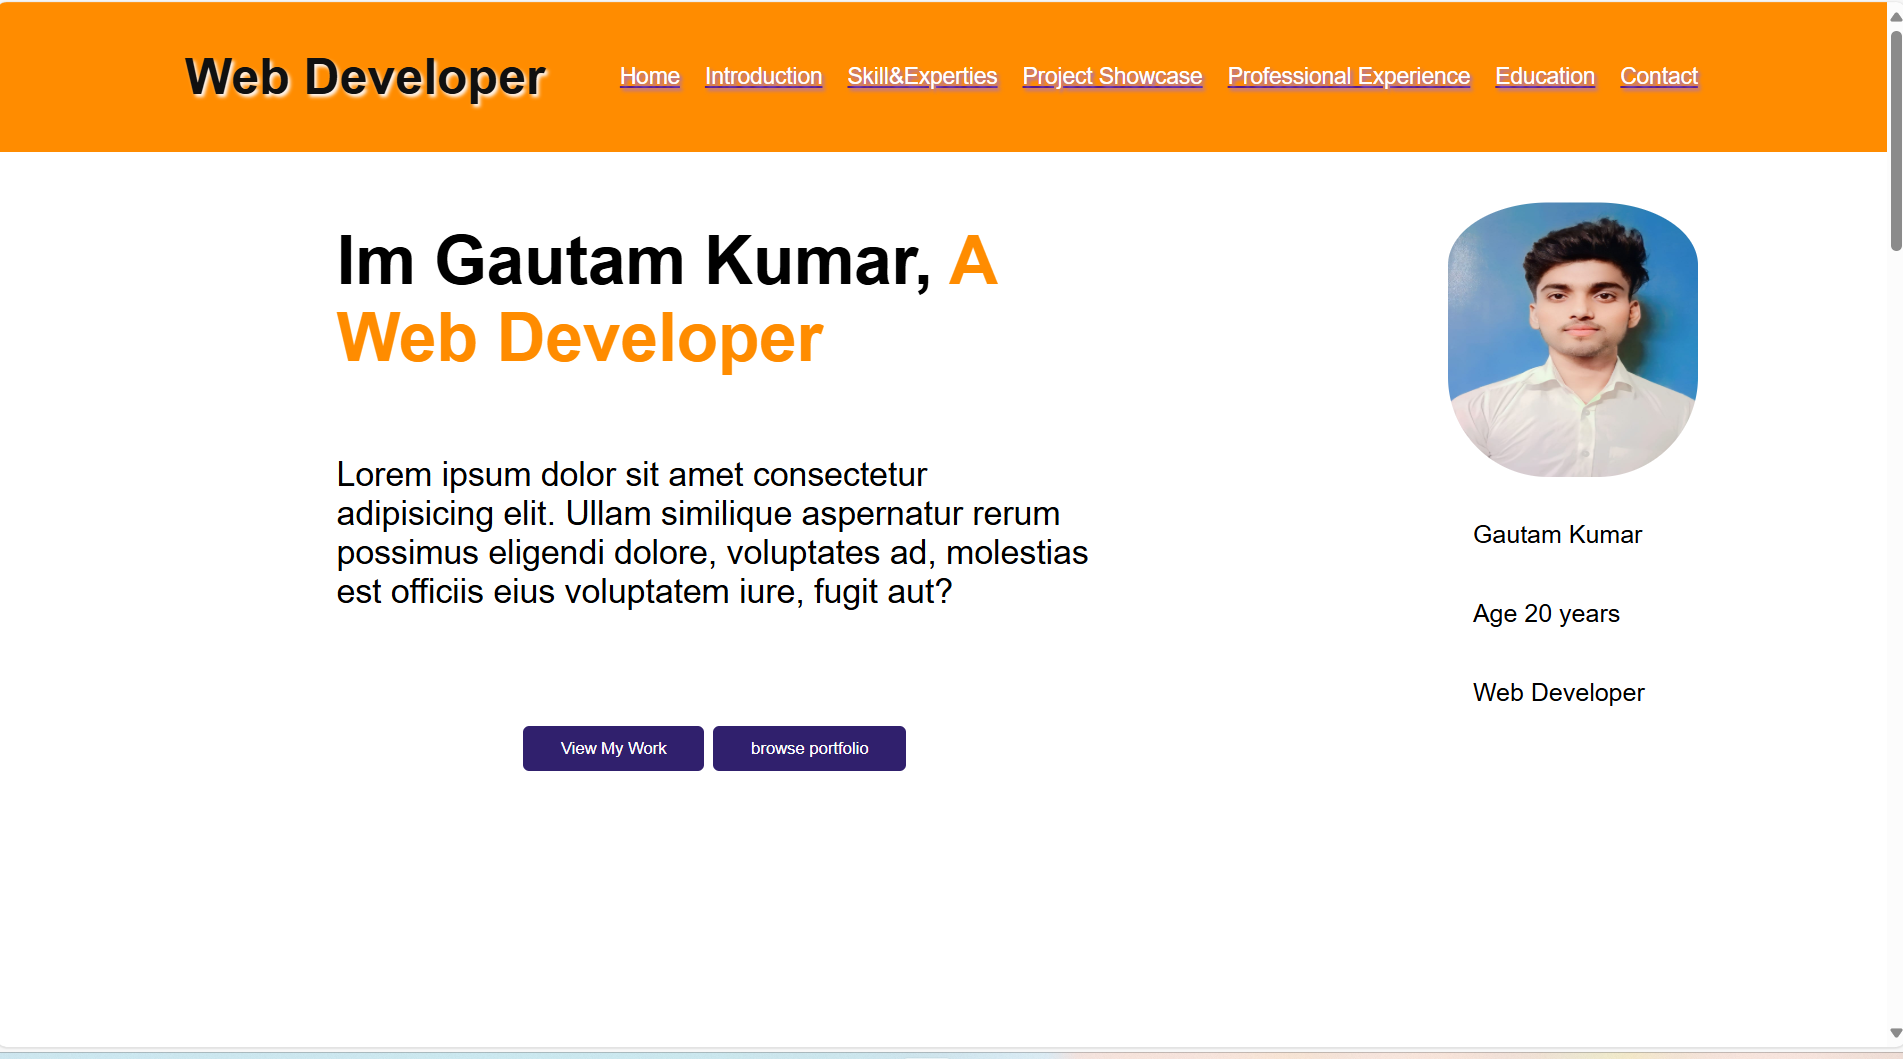 Web Developer
Home Introduction Skill&Experties Project Showcase Professional Experience Education Contact
Im Gautam Kumar, A
Web Developer
Lorem ipsum dolor sit amet consectetur
adipisicing elit. Ullam similique aspernatur rerum
possimus eligendi dolore, voluptates ad, molestias
est officiis eius voluptatem iure, fugit aut?
View My Work browse portfolio
Gautam Kumar
Age 20 years
Web Developer